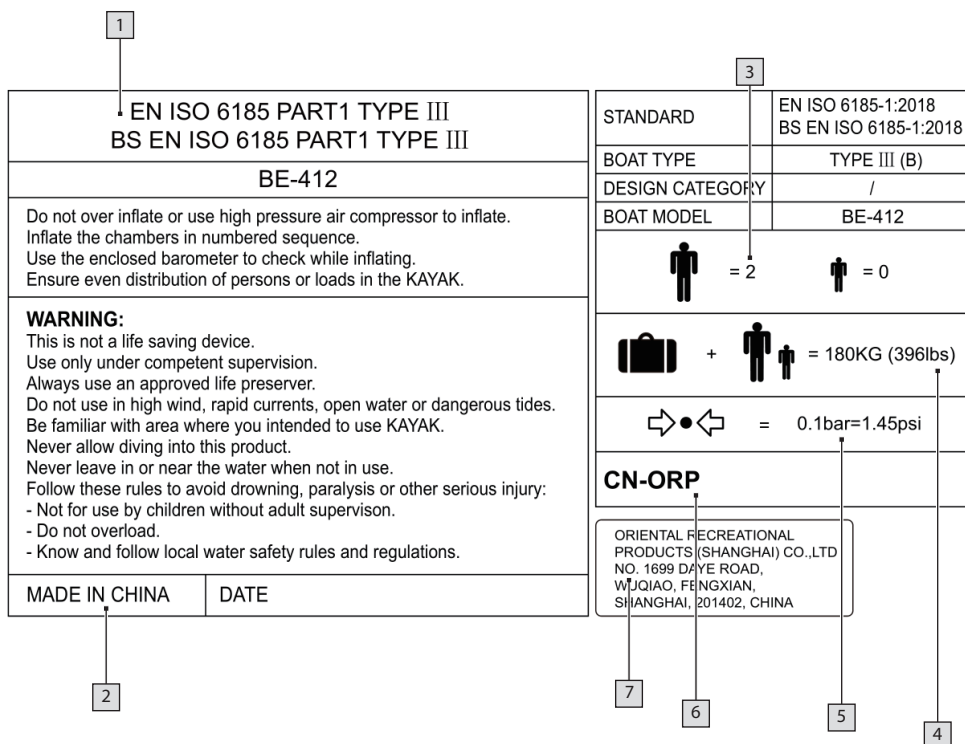 1
EN ISO 6185 PART1 TYPE III
BS EN ISO 6185 PART1 TYPE III
BE-412
Do not over inflate or use high pressure air compressor to inflate.
Inflate the chambers in numbered sequence.
Use the enclosed barometer to check while inflating.
Ensure even distribution of persons or loads in the KAYAK.
WARNING:
This is not a life saving device.
Use only under competent supervision.
Always use an approved life preserver.
Do not use in high wind, rapid currents, open water or dangerous tides.
Be familiar with area where you intended to use KAYAK.
Never allow diving into this product.
Never leave in or near the water when not in use.
Follow these rules to avoid drowning, paralysis or other serious injury:
- Not for use by children without adult supervison.
- Do not overload.
- Know and follow local water safety rules and regulations.
MADE IN CHINA DATE
2
3
STANDARD EN ISO 6185-1:2018
BS EN ISO 6185-1:2018
BOAT TYPE TYPE III (B)
DESIGN CATEGORY /
BOAT MODEL BE-412
= 2 = 0
+ = 180KG (396lbs)
= 0.1bar=1.45psi
CN-ORP
ORIENTAL RECREATIONAL
PRODUCTS (SHANGHAI) CO.,LTD
NO. 1699 DAYE ROAD,
WUQIAO, FENGXIAN,
SHANGHAI, 201402, CHINA
7
6
5
4